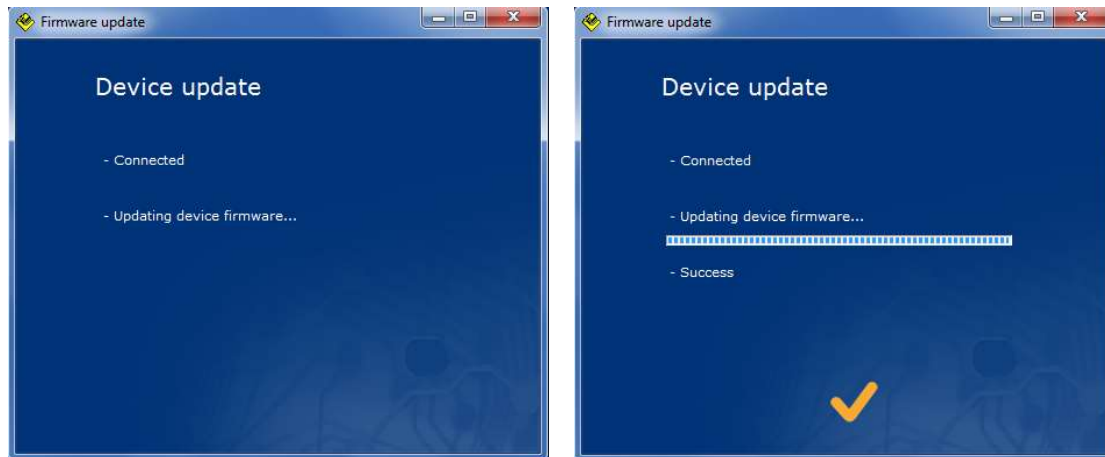 Firmware update
Device update
- Connected
- Updating device firmware...
Firmware update
Device update
- Connected
- Updating device firmware...
- Success